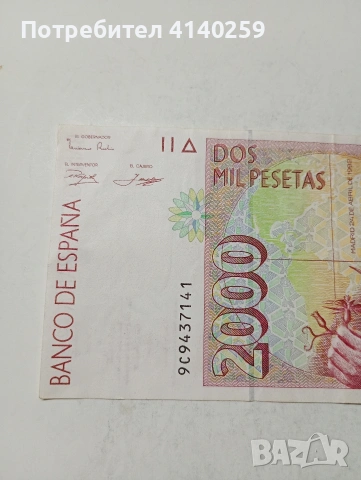 Потребител 4140259
EL GOBERNADOR
EL INTERVENTOR
EL CAJERO
DOS
MIL PESETAS
BANCO DE ESPAÑA
9C9437141
2000
MADRID 24 DE ABRIL DE 1992
BAZAR